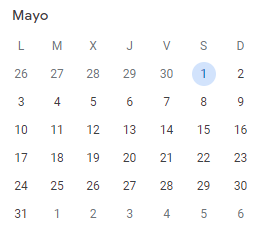 Mayo
L M X J V S D
26 27 28 29 30 1 2
3 4 5 6 7 8 9
10 11 12 13 14 15 16
17 18 19 20 21 22 23
24 25 26 27 28 29 30
31 1 2 3 4 5 6